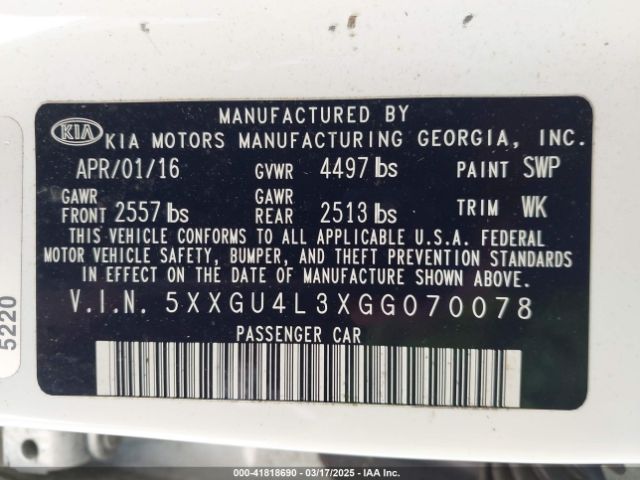 MANUFACTURED BY
KIA KIA MOTORS MANUFACTURING GEORGIA, INC.
APR/01/16 GVWR 4497 lbs PAINT SWP
GAWR FRONT 2557 lbs GAWR REAR 2513 lbs TRIM WK
THIS VEHICLE CONFORMS TO ALL APPLICABLE U.S.A. FEDERAL
MOTOR VEHICLE SAFETY, BUMPER, AND THEFT PREVENTION STANDARDS
IN EFFECT ON THE DATE OF MANUFACTURE SHOWN ABOVE.
V.I.N. 5XXGU4L3XGG070078
PASSENGER CAR
5220
000-41818690 — 03/17/2025 — IAA Holdings, LLC